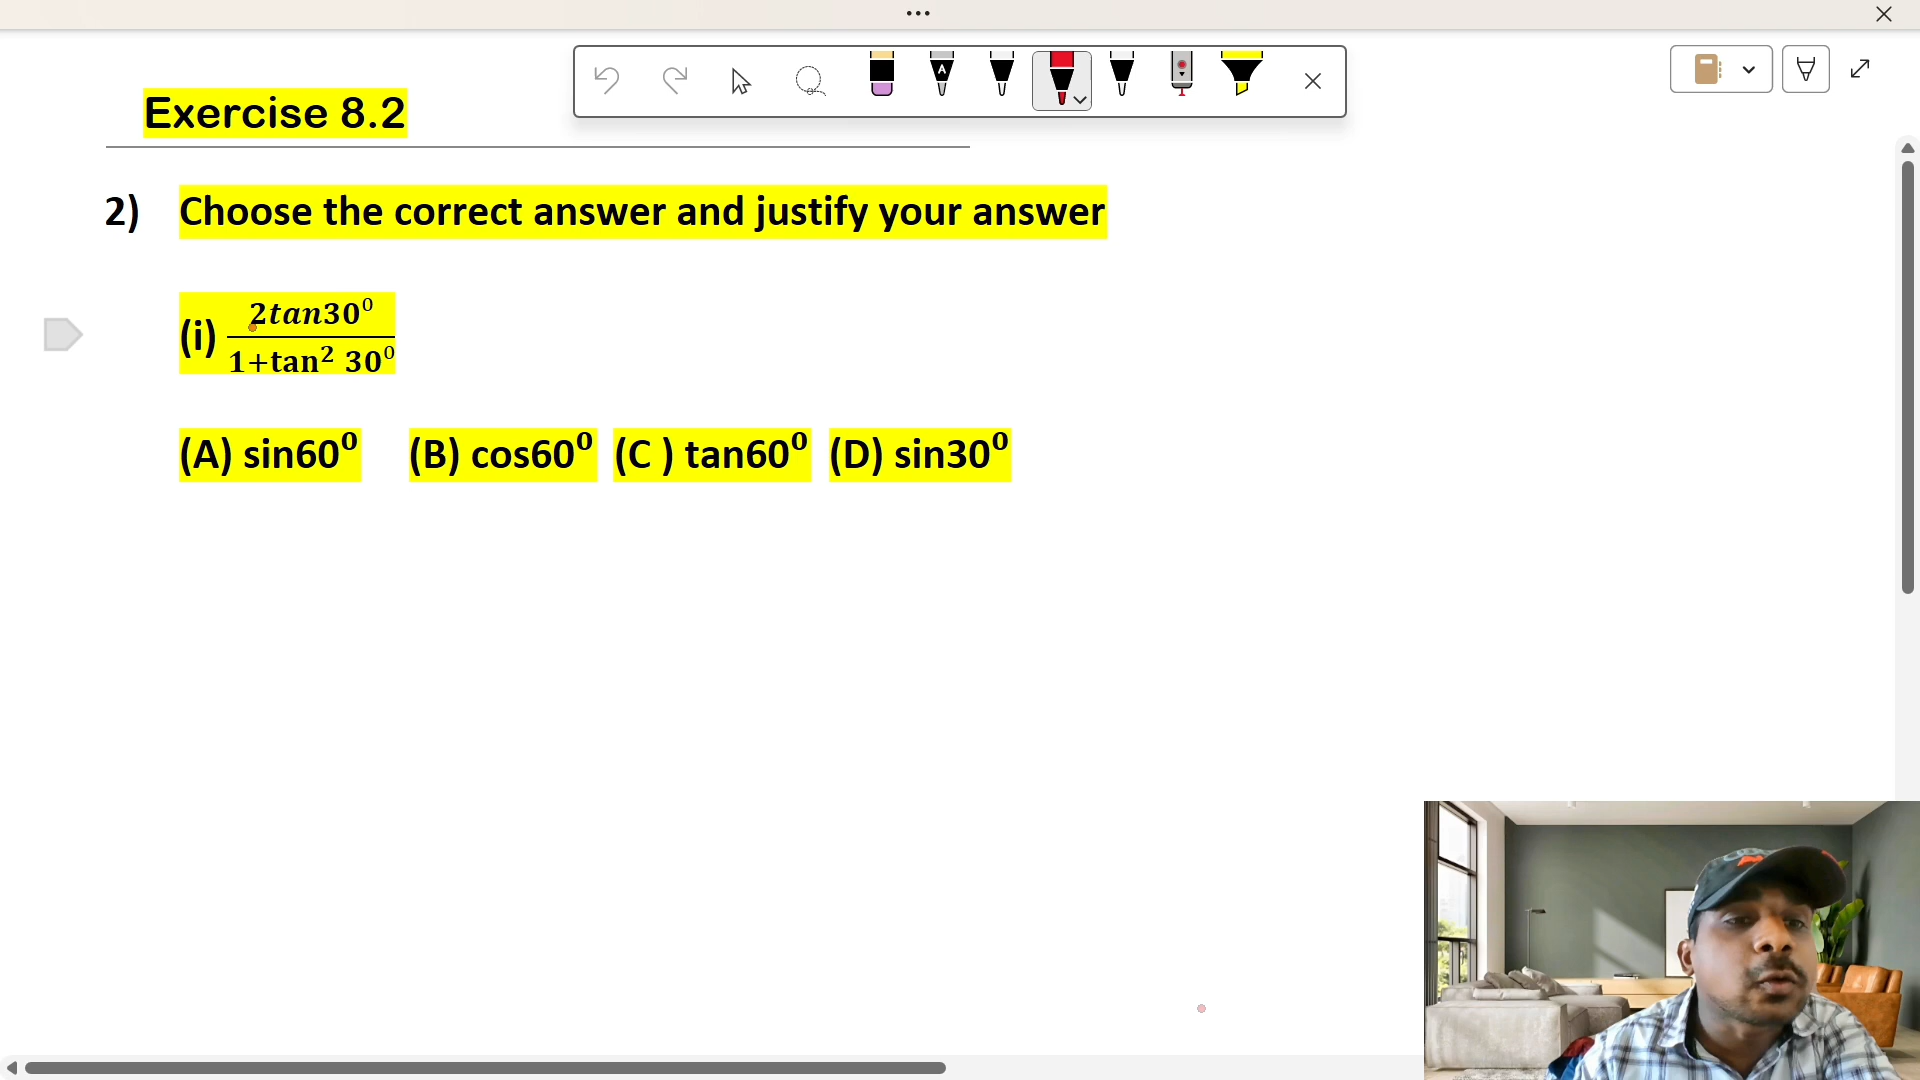 Exercise 8.2
2) Choose the correct answer and justify your answer
(i) 2tan30⁰ / 1+tan² 30⁰
(A) sin60⁰ (B) cos60⁰ (C ) tan60⁰ (D) sin30⁰